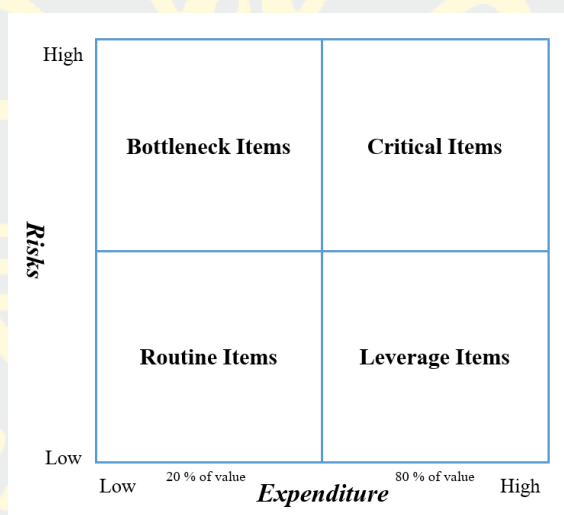 High
Bottleneck Items
Critical Items
Risks
Routine Items
Leverage Items
Low
Low
20 % of value
Expenditure
80 % of value
High